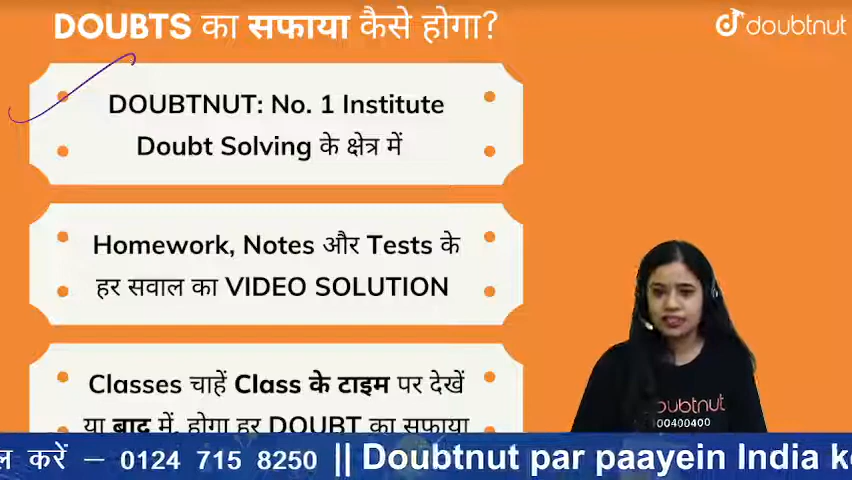 DOUBTS का सफाया कैसे होगा?
doubtnut
DOUBTNUT: No. 1 Institute
Doubt Solving के क्षेत्र में
Homework, Notes और Tests के
हर सवाल का VIDEO SOLUTION
Classes चाहें Class के टाइम पर देखें
या बाद में, होगा हर DOUBT का सफाया
doubtnut
00400400
करें – 0124 715 8250 || Doubtnut par paayein India